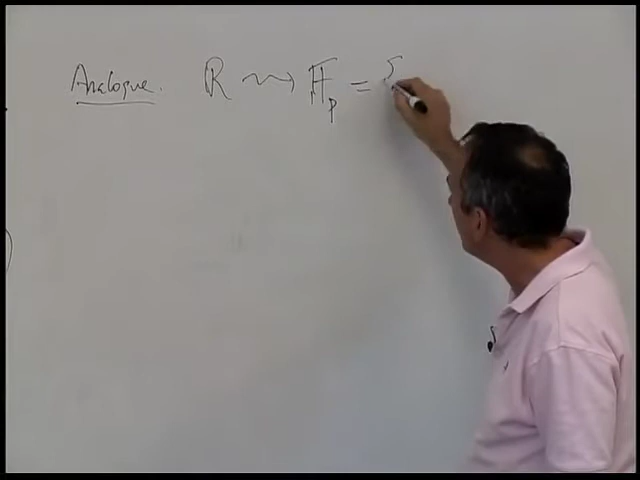 Analogue. R ⇝ 𝔽_p = {